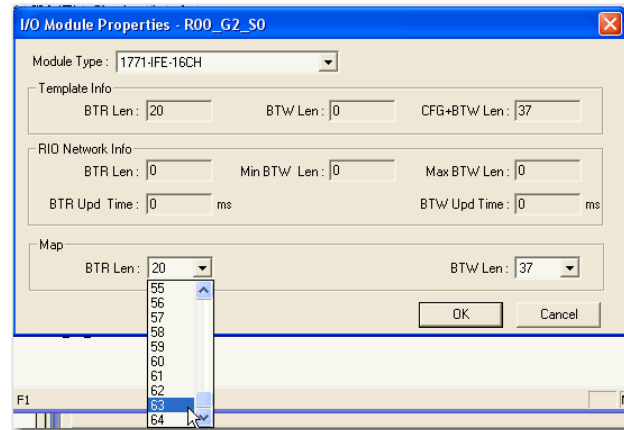 I/O Module Properties - R00_G2_S0
Module Type : 1771-IFE-16CH
Template Info
BTR Len : 20 BTW Len : 0 CFG+BTW Len : 37
RIO Network Info
BTR Len : 0 Min BTW Len : 0 Max BTW Len : 0
BTR Upd Time : 0 ms BTW Upd Time : 0 ms
Map
BTR Len : 20 BTW Len : 37
55
56
57
58
59
60
61
62
63
64
OK Cancel
F1